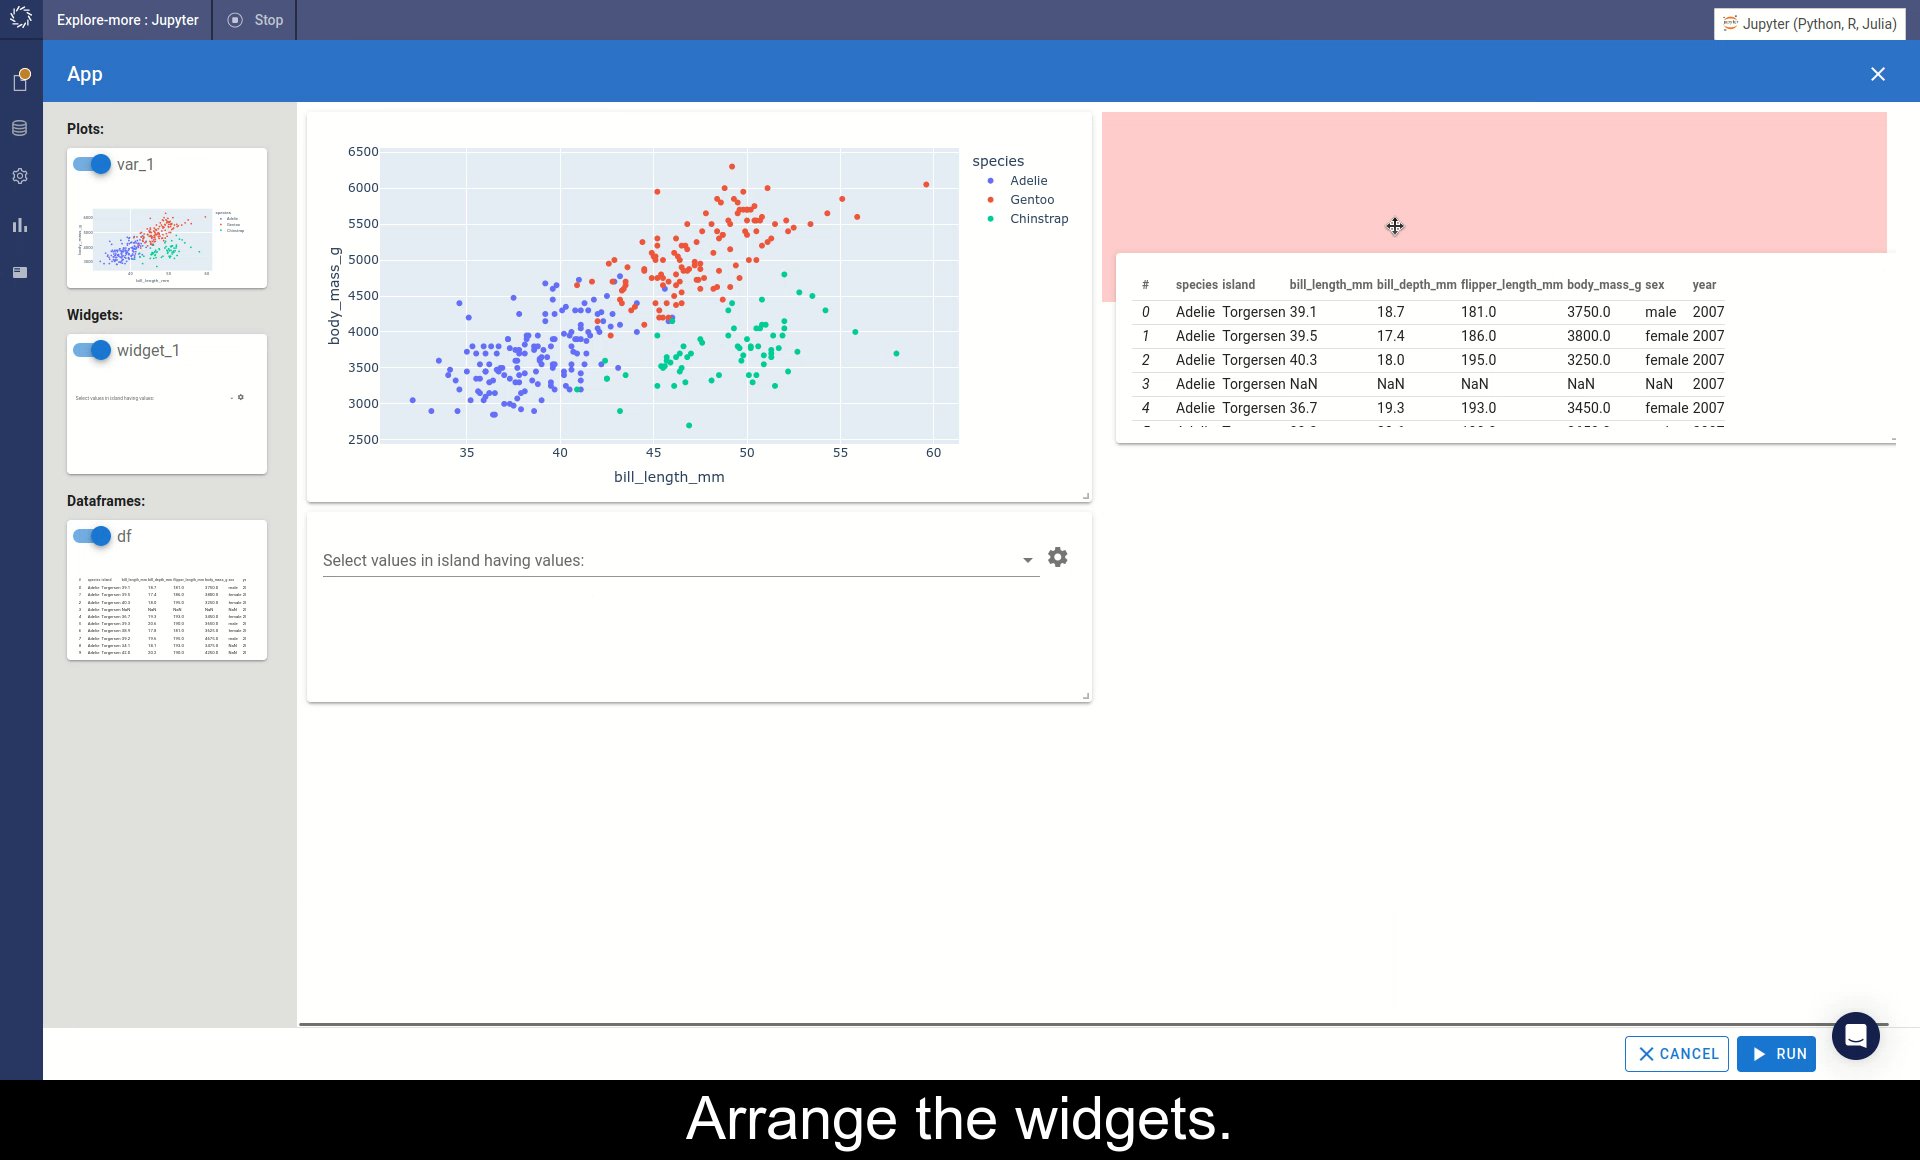 Explore-more : Jupyter
Stop
Jupyter (Python, R, Julia)
App
Plots:
var_1
Widgets:
widget_1
Select values in island having values:
Dataframes:
df
6500
6000
5500
5000
4500
4000
3500
3000
2500
body_mass_g
35 40 45 50 55 60
bill_length_mm
species
Adelie
Gentoo
Chinstrap
Select values in island having values:
# species island bill_length_mm bill_depth_mm flipper_length_mm body_mass_g sex year
0 Adelie Torgersen 39.1 18.7 181.0 3750.0 male 2007
1 Adelie Torgersen 39.5 17.4 186.0 3800.0 female 2007
2 Adelie Torgersen 40.3 18.0 195.0 3250.0 female 2007
3 Adelie Torgersen NaN NaN NaN NaN NaN 2007
4 Adelie Torgersen 36.7 19.3 193.0 3450.0 female 2007
CANCEL
RUN
Arrange the widgets.